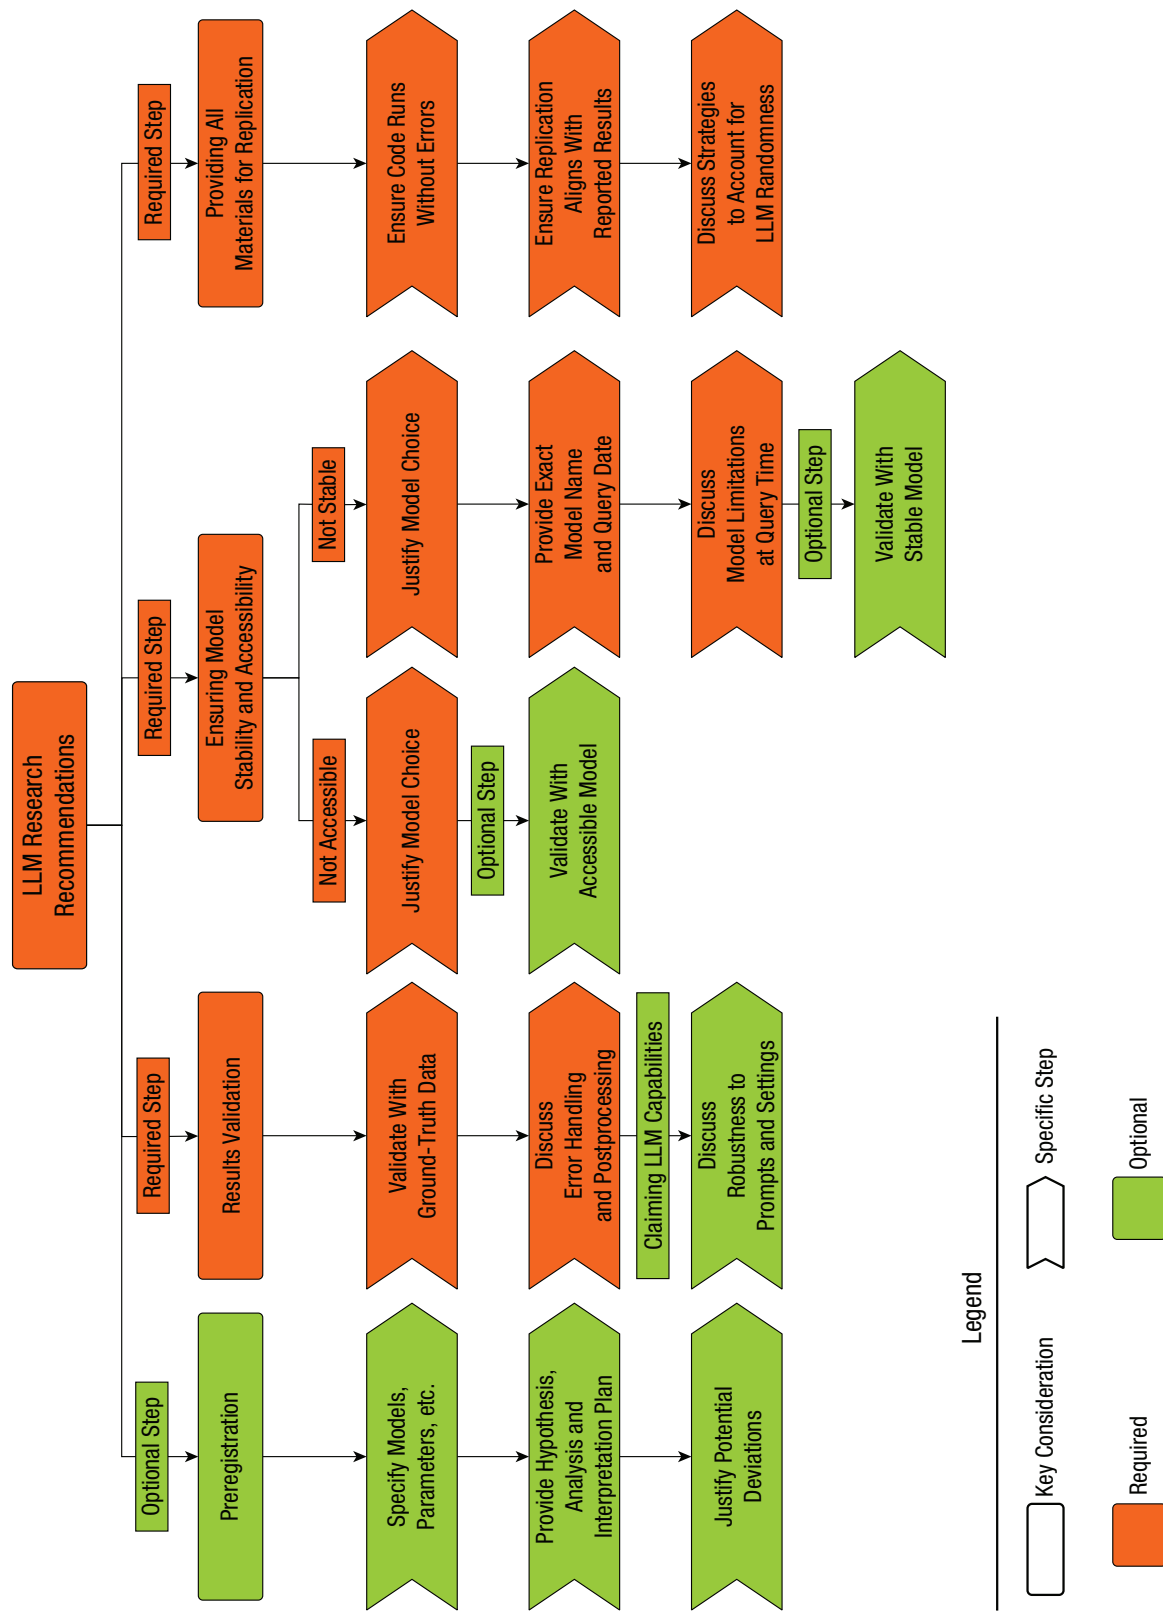 LLM Research
Recommendations
Optional Step
Preregistration
Specify Models,
Parameters, etc.
Provide Hypothesis,
Analysis and
Interpretation Plan
Justify Potential
Deviations
Required Step
Results Validation
Validate With
Ground-Truth Data
Discuss
Error Handling
and Postprocessing
Claiming LLM Capabilities
Discuss
Robustness to
Prompts and Settings
Required Step
Ensuring Model
Stability and Accessibility
Not Accessible
Justify Model Choice
Optional Step
Validate With
Accessible Model
Not Stable
Justify Model Choice
Provide Exact
Model Name
and Query Date
Discuss
Model Limitations
at Query Time
Optional Step
Validate With
Stable Model
Required Step
Providing All
Materials for Replication
Ensure Code Runs
Without Errors
Ensure Replication
Aligns With
Reported Results
Discuss Strategies
to Account for
LLM Randomness
Legend
Key Consideration
Specific Step
Required
Optional